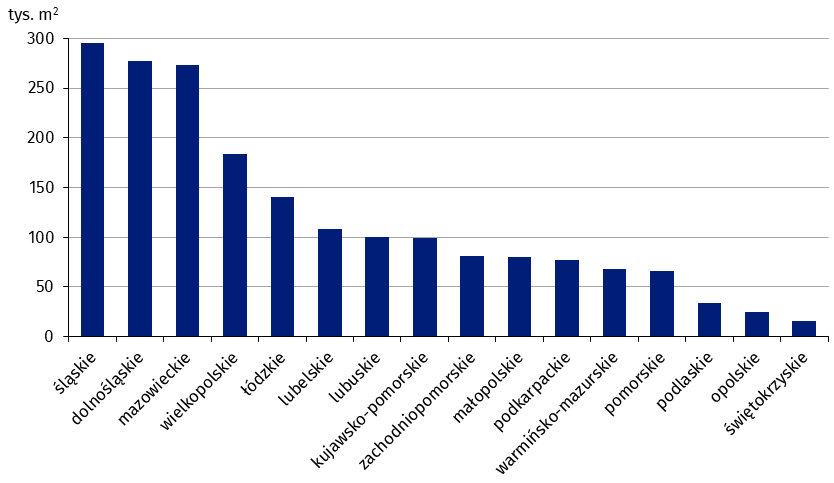 tys. m²
300
250
200
150
100
50
0
śląskie
dolnośląskie
mazowieckie
wielkopolskie
łódzkie
lubelskie
lubuskie
kujawsko-pomorskie
zachodniopomorskie
małopolskie
podkarpackie
warmińsko-mazurskie
pomorskie
podlaskie
opolskie
świętokrzyskie